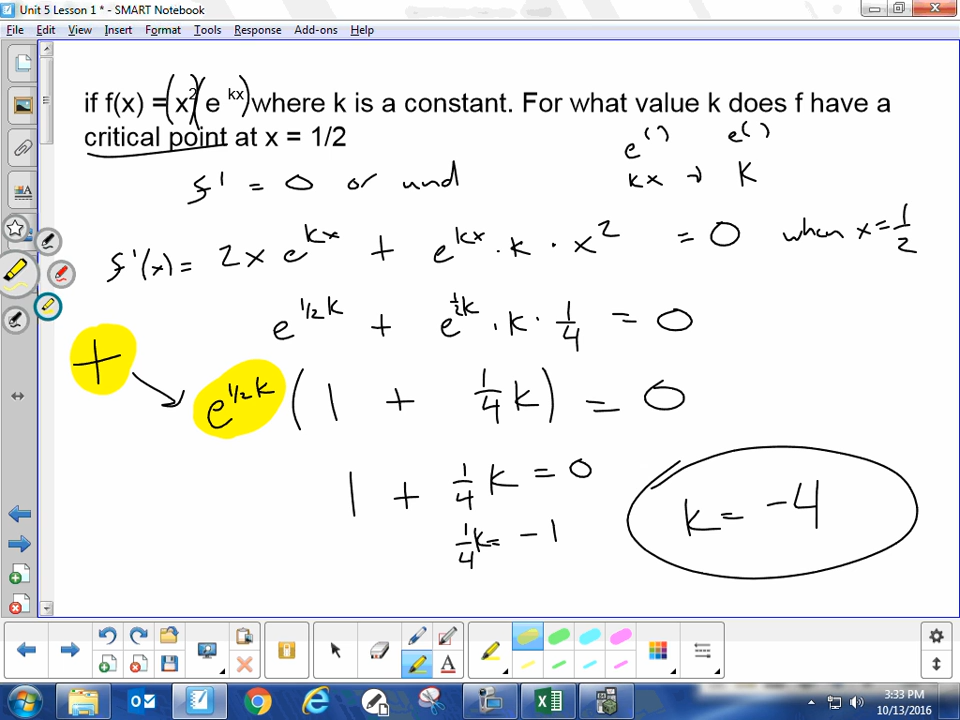 Unit 5 Lesson 1 * - SMART Notebook
File Edit View Insert Format Tools Response Add-ons Help
if f(x) = (x²)(e ᵏˣ) where k is a constant. For what value k does f have a
critical point at x = 1/2
e^( ) e^( )
f' = 0 or und kx → k
f'(x) = 2x e^kx + e^kx · k · x² = 0 when x = 1/2
e^1/2k + e^1/2k · k · 1/4 = 0
+
e^1/2k (1 + 1/4 k) = 0
1 + 1/4 k = 0
k = -4
1/4 k = -1
A
3:33 PM
10/13/2016